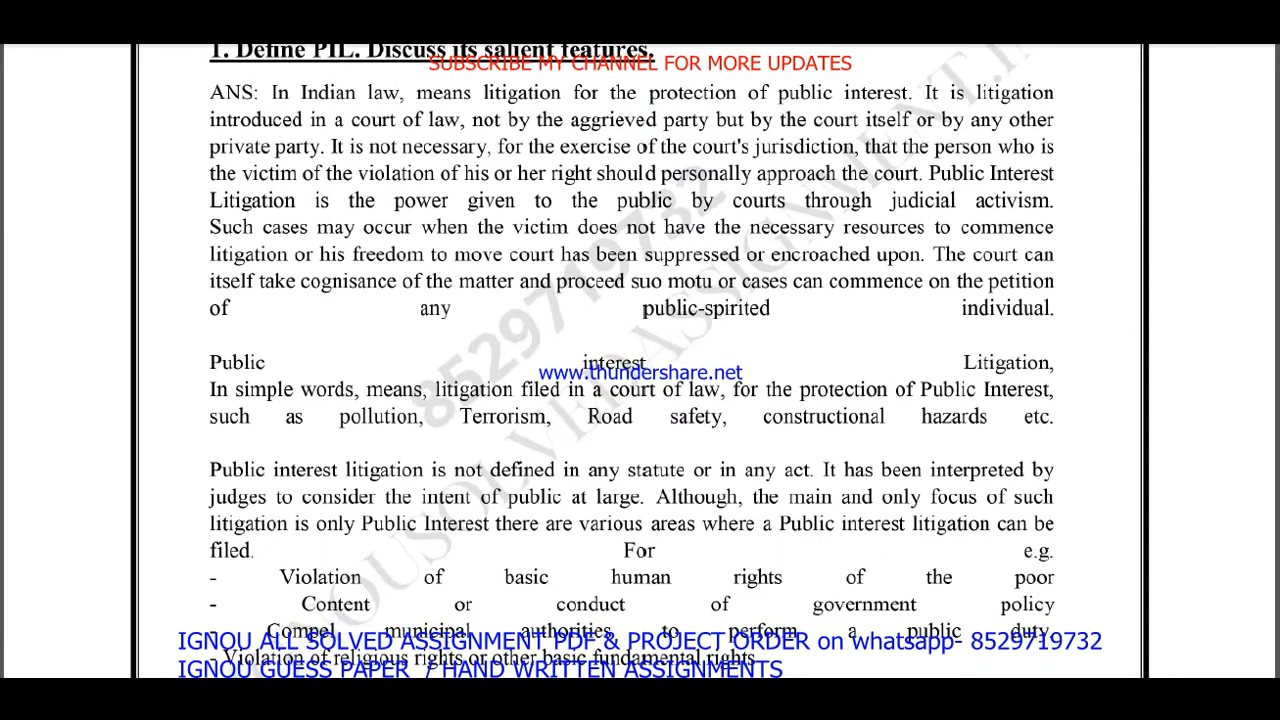 1. Define PIL. Discuss its salient features.
SUBSCRIBE MY CHANNEL FOR MORE UPDATES
ANS: In Indian law, means litigation for the protection of public interest. It is litigation
introduced in a court of law, not by the aggrieved party but by the court itself or by any other
private party. It is not necessary, for the exercise of the court's jurisdiction, that the person who is
the victim of the violation of his or her right should personally approach the court. Public Interest
Litigation is the power given to the public by courts through judicial activism.
Such cases may occur when the victim does not have the necessary resources to commence
litigation or his freedom to move court has been suppressed or encroached upon. The court can
itself take cognisance of the matter and proceed suo motu or cases can commence on the petition
of any public-spirited individual.
Public interest Litigation,
www.thundershare.net
In simple words, means, litigation filed in a court of law, for the protection of Public Interest,
such as pollution, Terrorism, Road safety, constructional hazards etc.
Public interest litigation is not defined in any statute or in any act. It has been interpreted by
judges to consider the intent of public at large. Although, the main and only focus of such
litigation is only Public Interest there are various areas where a Public interest litigation can be
filed. For e.g.
- Violation of basic human rights of the poor
- Content or conduct of government policy
- Compel municipal authorities, to perform a public duty.
IGNOU ALL SOLVED ASSIGNMENT PDF & PROJECT ORDER on whatsapp- 8529719732
- Violation of religious rights or other basic fundamental rights
IGNOU GUESS PAPER / HAND WRITTEN ASSIGNMENTS
8529719732